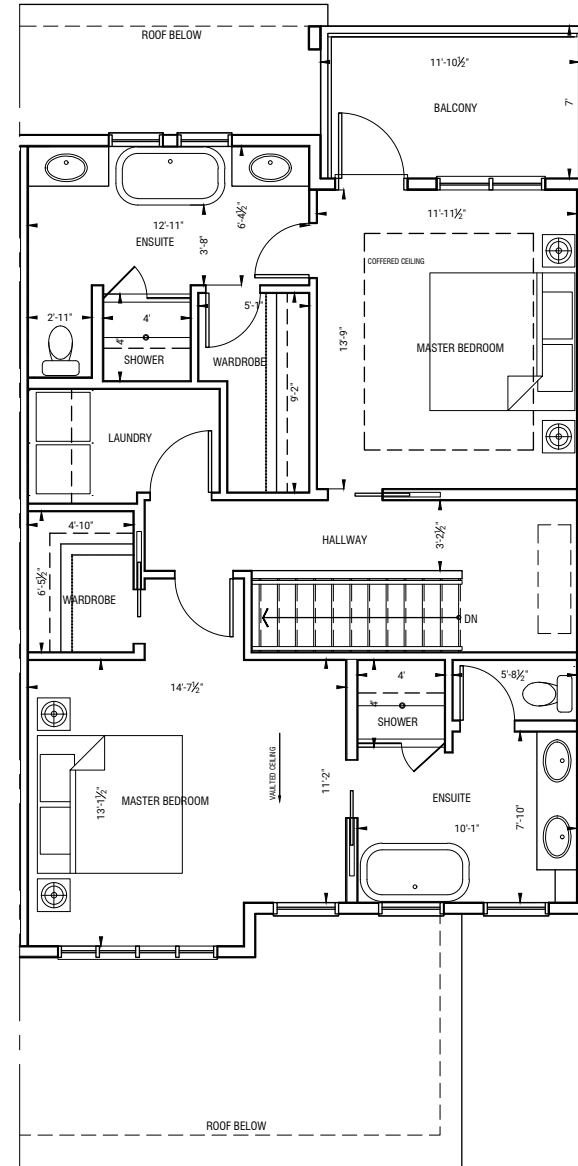 ROOF BELOW
11'-10½"
7'
BALCONY
12'-11"
ENSUITE
3'-8"
6'-4½"
11'-11½"
COFFERED CEILING
2'-11"
4'
4'
SHOWER
5'-1"
WARDROBE
9'-2"
13'-9"
MASTER BEDROOM
LAUNDRY
4'-10"
6'-5½"
WARDROBE
HALLWAY
3'-2½"
DN
14'-7½"
4'
4'
SHOWER
5'-8½"
13'-1½"
MASTER BEDROOM
VAULTED CEILING
11'-2"
ENSUITE
10'-1"
7'-10"
ROOF BELOW